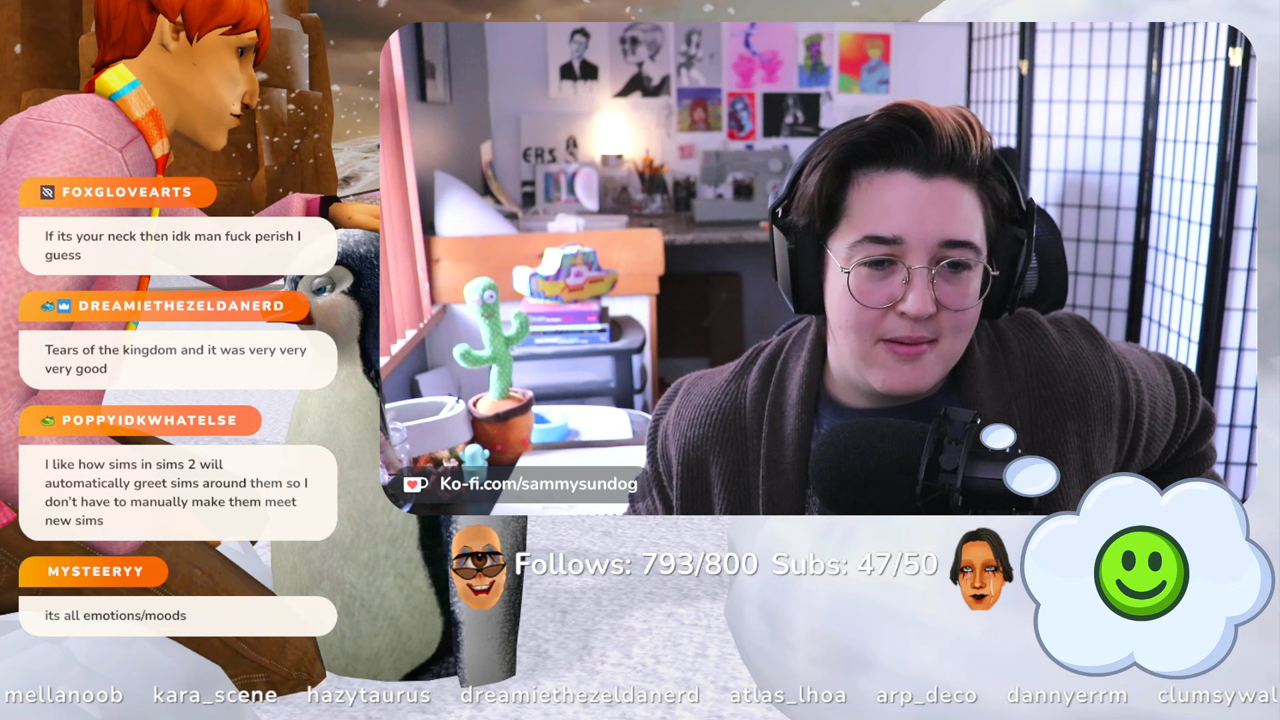 FOXGLOVEARTS
If its your neck then idk man fuck perish I
guess
DREAMIETHEZELDANERD
Tears of the kingdom and it was very very
very good
POPPYIDKWHATELSE
I like how sims in sims 2 will
automatically greet sims around them so I
don't have to manually make them meet
new sims
MYSTEERYY
its all emotions/moods
ERS
Ko-fi.com/sammysundog
Follows: 793/800 Subs: 47/50
mellanoob kara_scene hazytaurus dreamiethezeldanerd atlas_lhoa arp_deco dannyerrm clumsywal